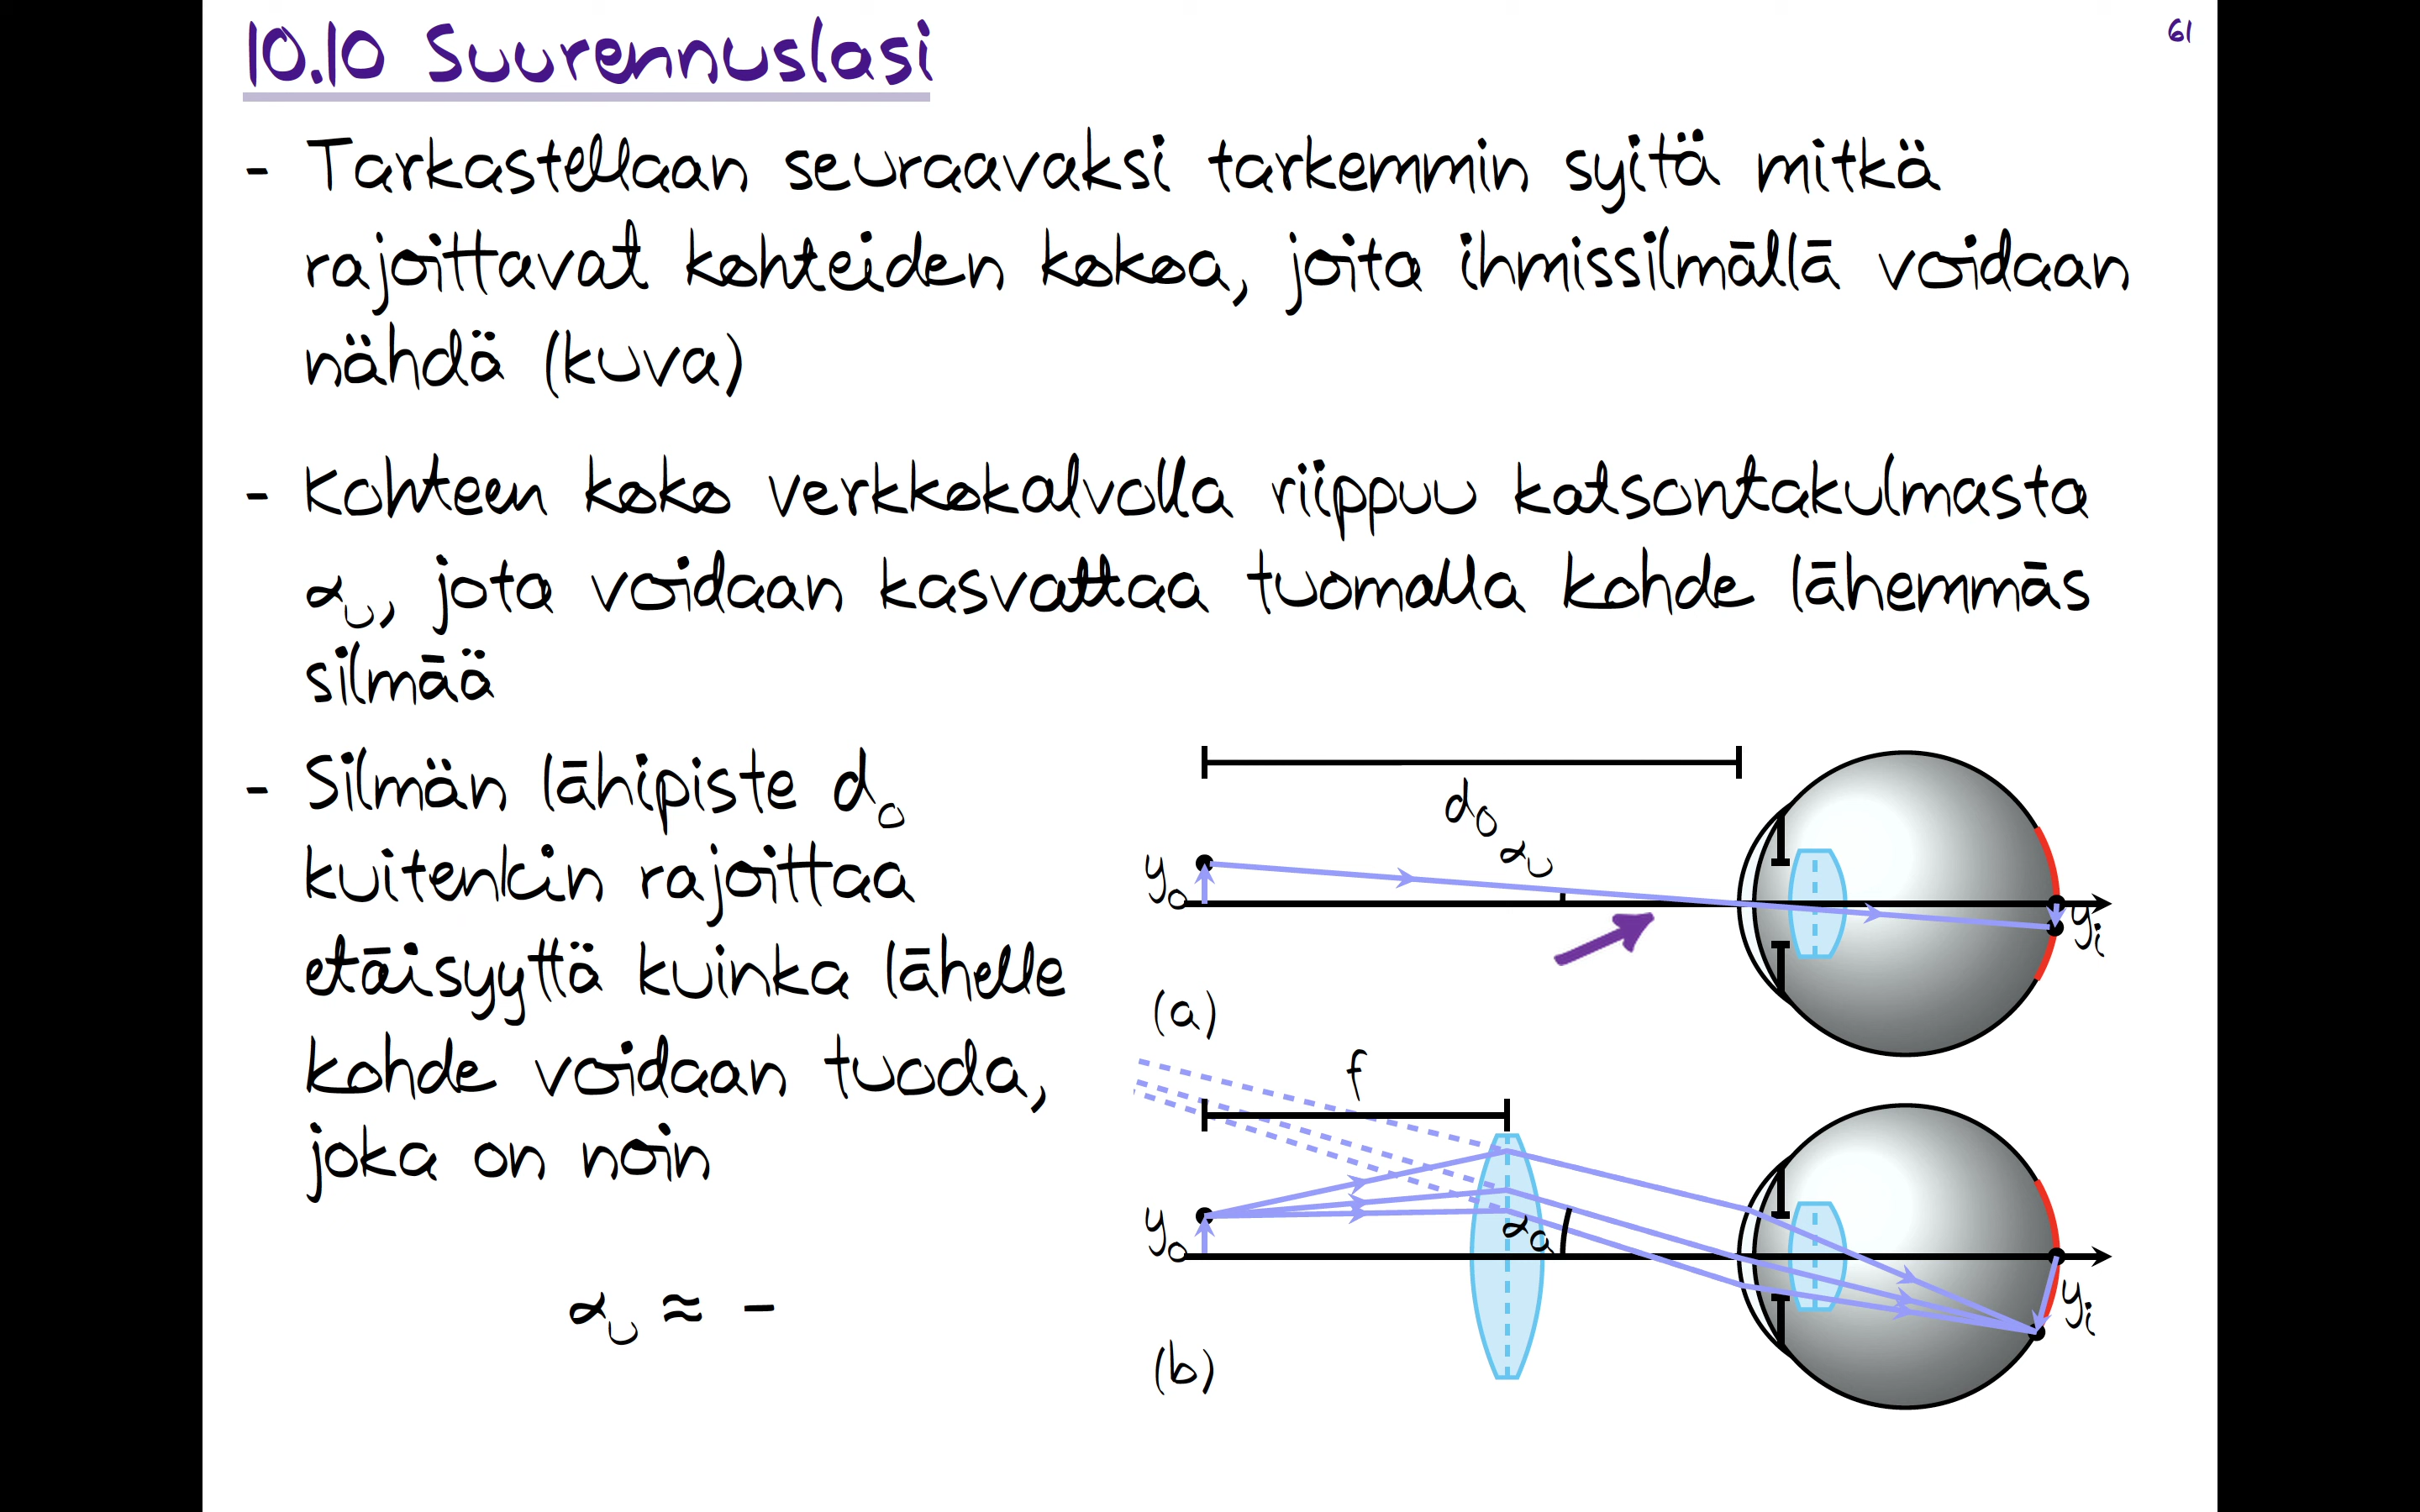 10.10 Suurennuslasi
61
- Tarkastellaan seuraavaksi tarkemmin syitä mitkä
rajoittavat kohteiden kokoa, joita ihmissilmällä voidaan
nähdä (kuva)
- Kohteen koko verkkokalvolla riippuu katsontakulmasta
αᵤ, jota voidaan kasvattaa tuomalla kohde lähemmäs
silmää
- Silmän lähipiste d₀
kuitenkin rajoittaa
etäisyyttä kuinka lähelle
kohde voidaan tuoda,
joka on noin
αᵤ ≈ -
d₀
αᵤ
y₀
yᵢ
(a)
f
y₀
αₐ
yᵢ
(b)